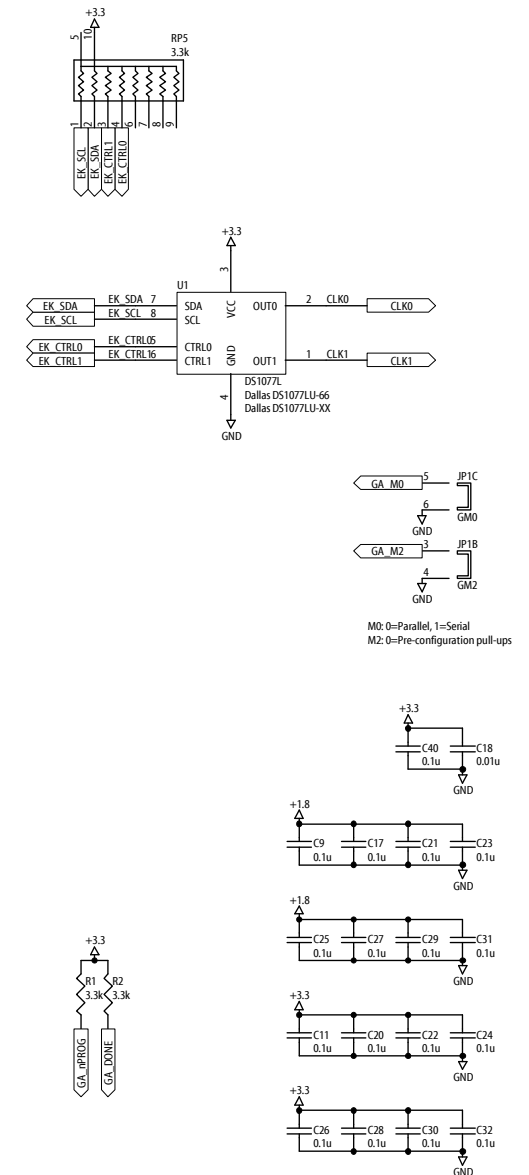 +3.3
5
10
RP5
3.3k
1
2
3
4
6
7
8
9
EK_SCL
EK_SDA
EK_CTRL1
EK_CTRL0
+3.3
3
U1
EK_SDA EK_SDA 7 SDA VCC OUT0 2 CLK0 CLK0
EK_SCL EK_SCL 8 SCL
EK_CTRL0 EK_CTRL05 CTRL0
EK_CTRL1 EK_CTRL16 CTRL1 GND OUT1 1 CLK1 CLK1
4
DS1077L
Dallas DS1077LU-66
Dallas DS1077LU-XX
GND
GA_M0 5 JP1C
6
GND GM0
GA_M2 3 JP1B
4
GND GM2
M0: 0=Parallel, 1=Serial
M2: 0=Pre-configuration pull-ups
+3.3
C40 C18
0.1u 0.01u
GND
+1.8
C9 C17 C21 C23
0.1u 0.1u 0.1u 0.1u
GND
+1.8
C25 C27 C29 C31
0.1u 0.1u 0.1u 0.1u
GND
+3.3
R1 R2
3.3k 3.3k
GA_nPROG
GA_DONE
+3.3
C11 C20 C22 C24
0.1u 0.1u 0.1u 0.1u
GND
+3.3
C26 C28 C30 C32
0.1u 0.1u 0.1u 0.1u
GND